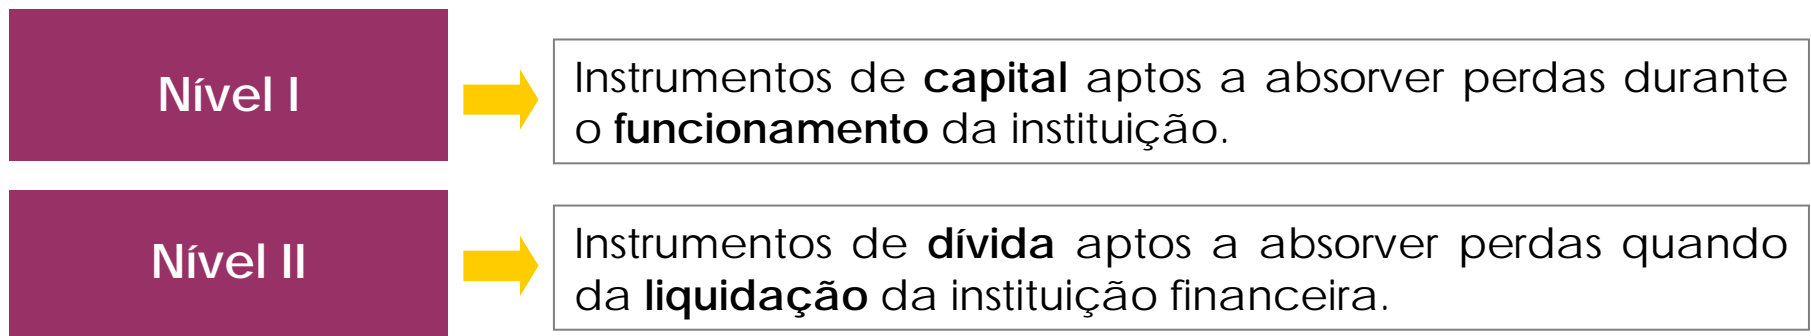 Nível I
Instrumentos de capital aptos a absorver perdas durante
o funcionamento da instituição.
Nível II
Instrumentos de dívida aptos a absorver perdas quando
da liquidação da instituição financeira.